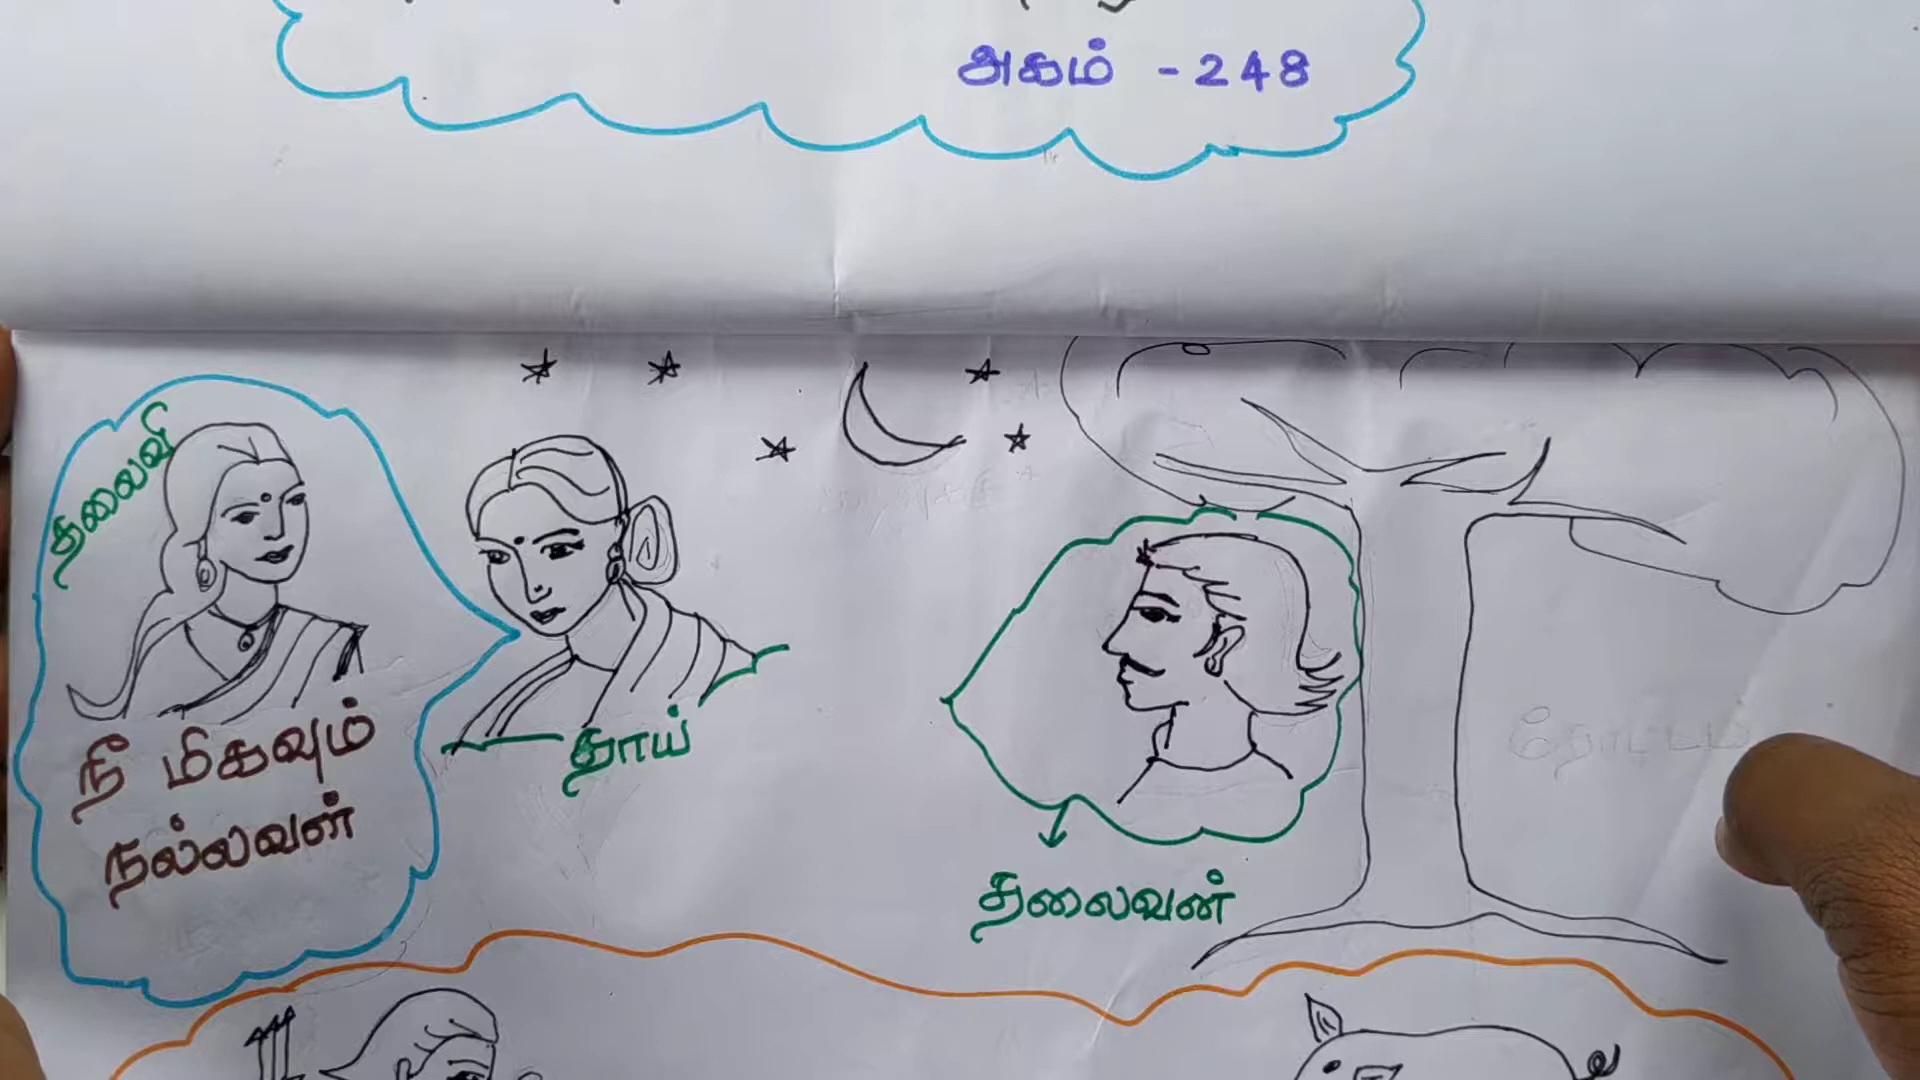 அகம் - 248
தலைவி
நீ மிகவும்
நல்லவன்
தாய்
தலைவன்